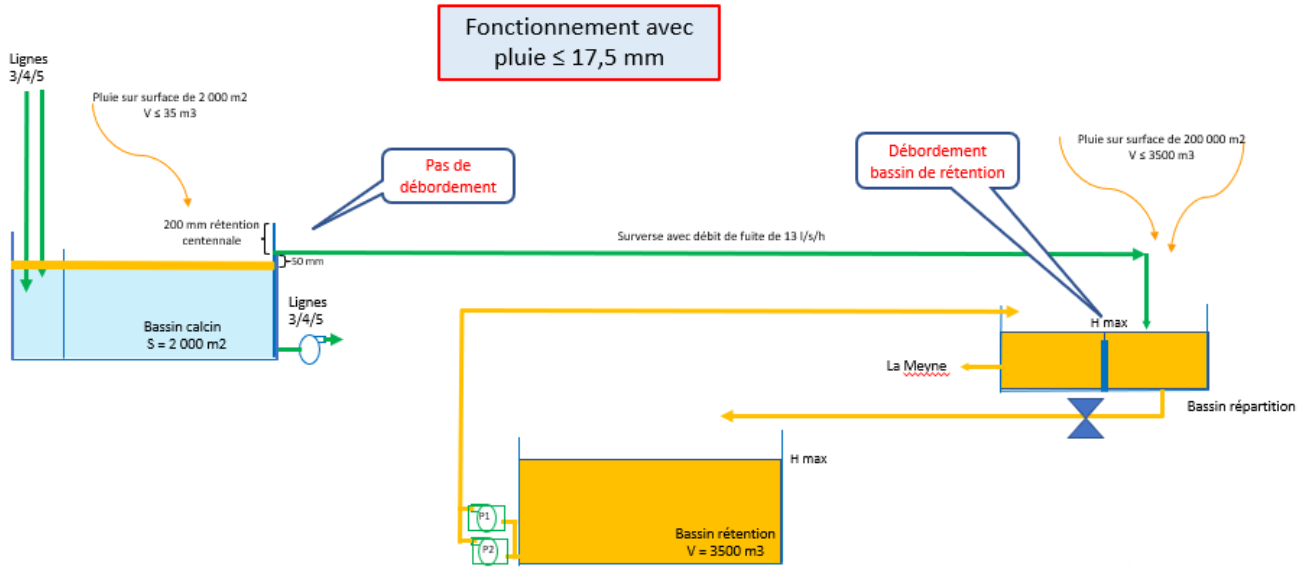 Fonctionnement avec
pluie ≤ 17,5 mm
Lignes
3/4/5
Pluie sur surface de 2 000 m2
V ≤ 35 m3
Pas de
débordement
Débordement
bassin de rétention
Pluie sur surface de 200 000 m2
V ≤ 3500 m3
200 mm rétention
centennale
50 mm
Surverse avec débit de fuite de 13 l/s/h
Lignes
3/4/5
Bassin calcin
S = 2 000 m2
H max
La Meyne
Bassin répartition
H max
P1
P2
Bassin rétention
V = 3500 m3